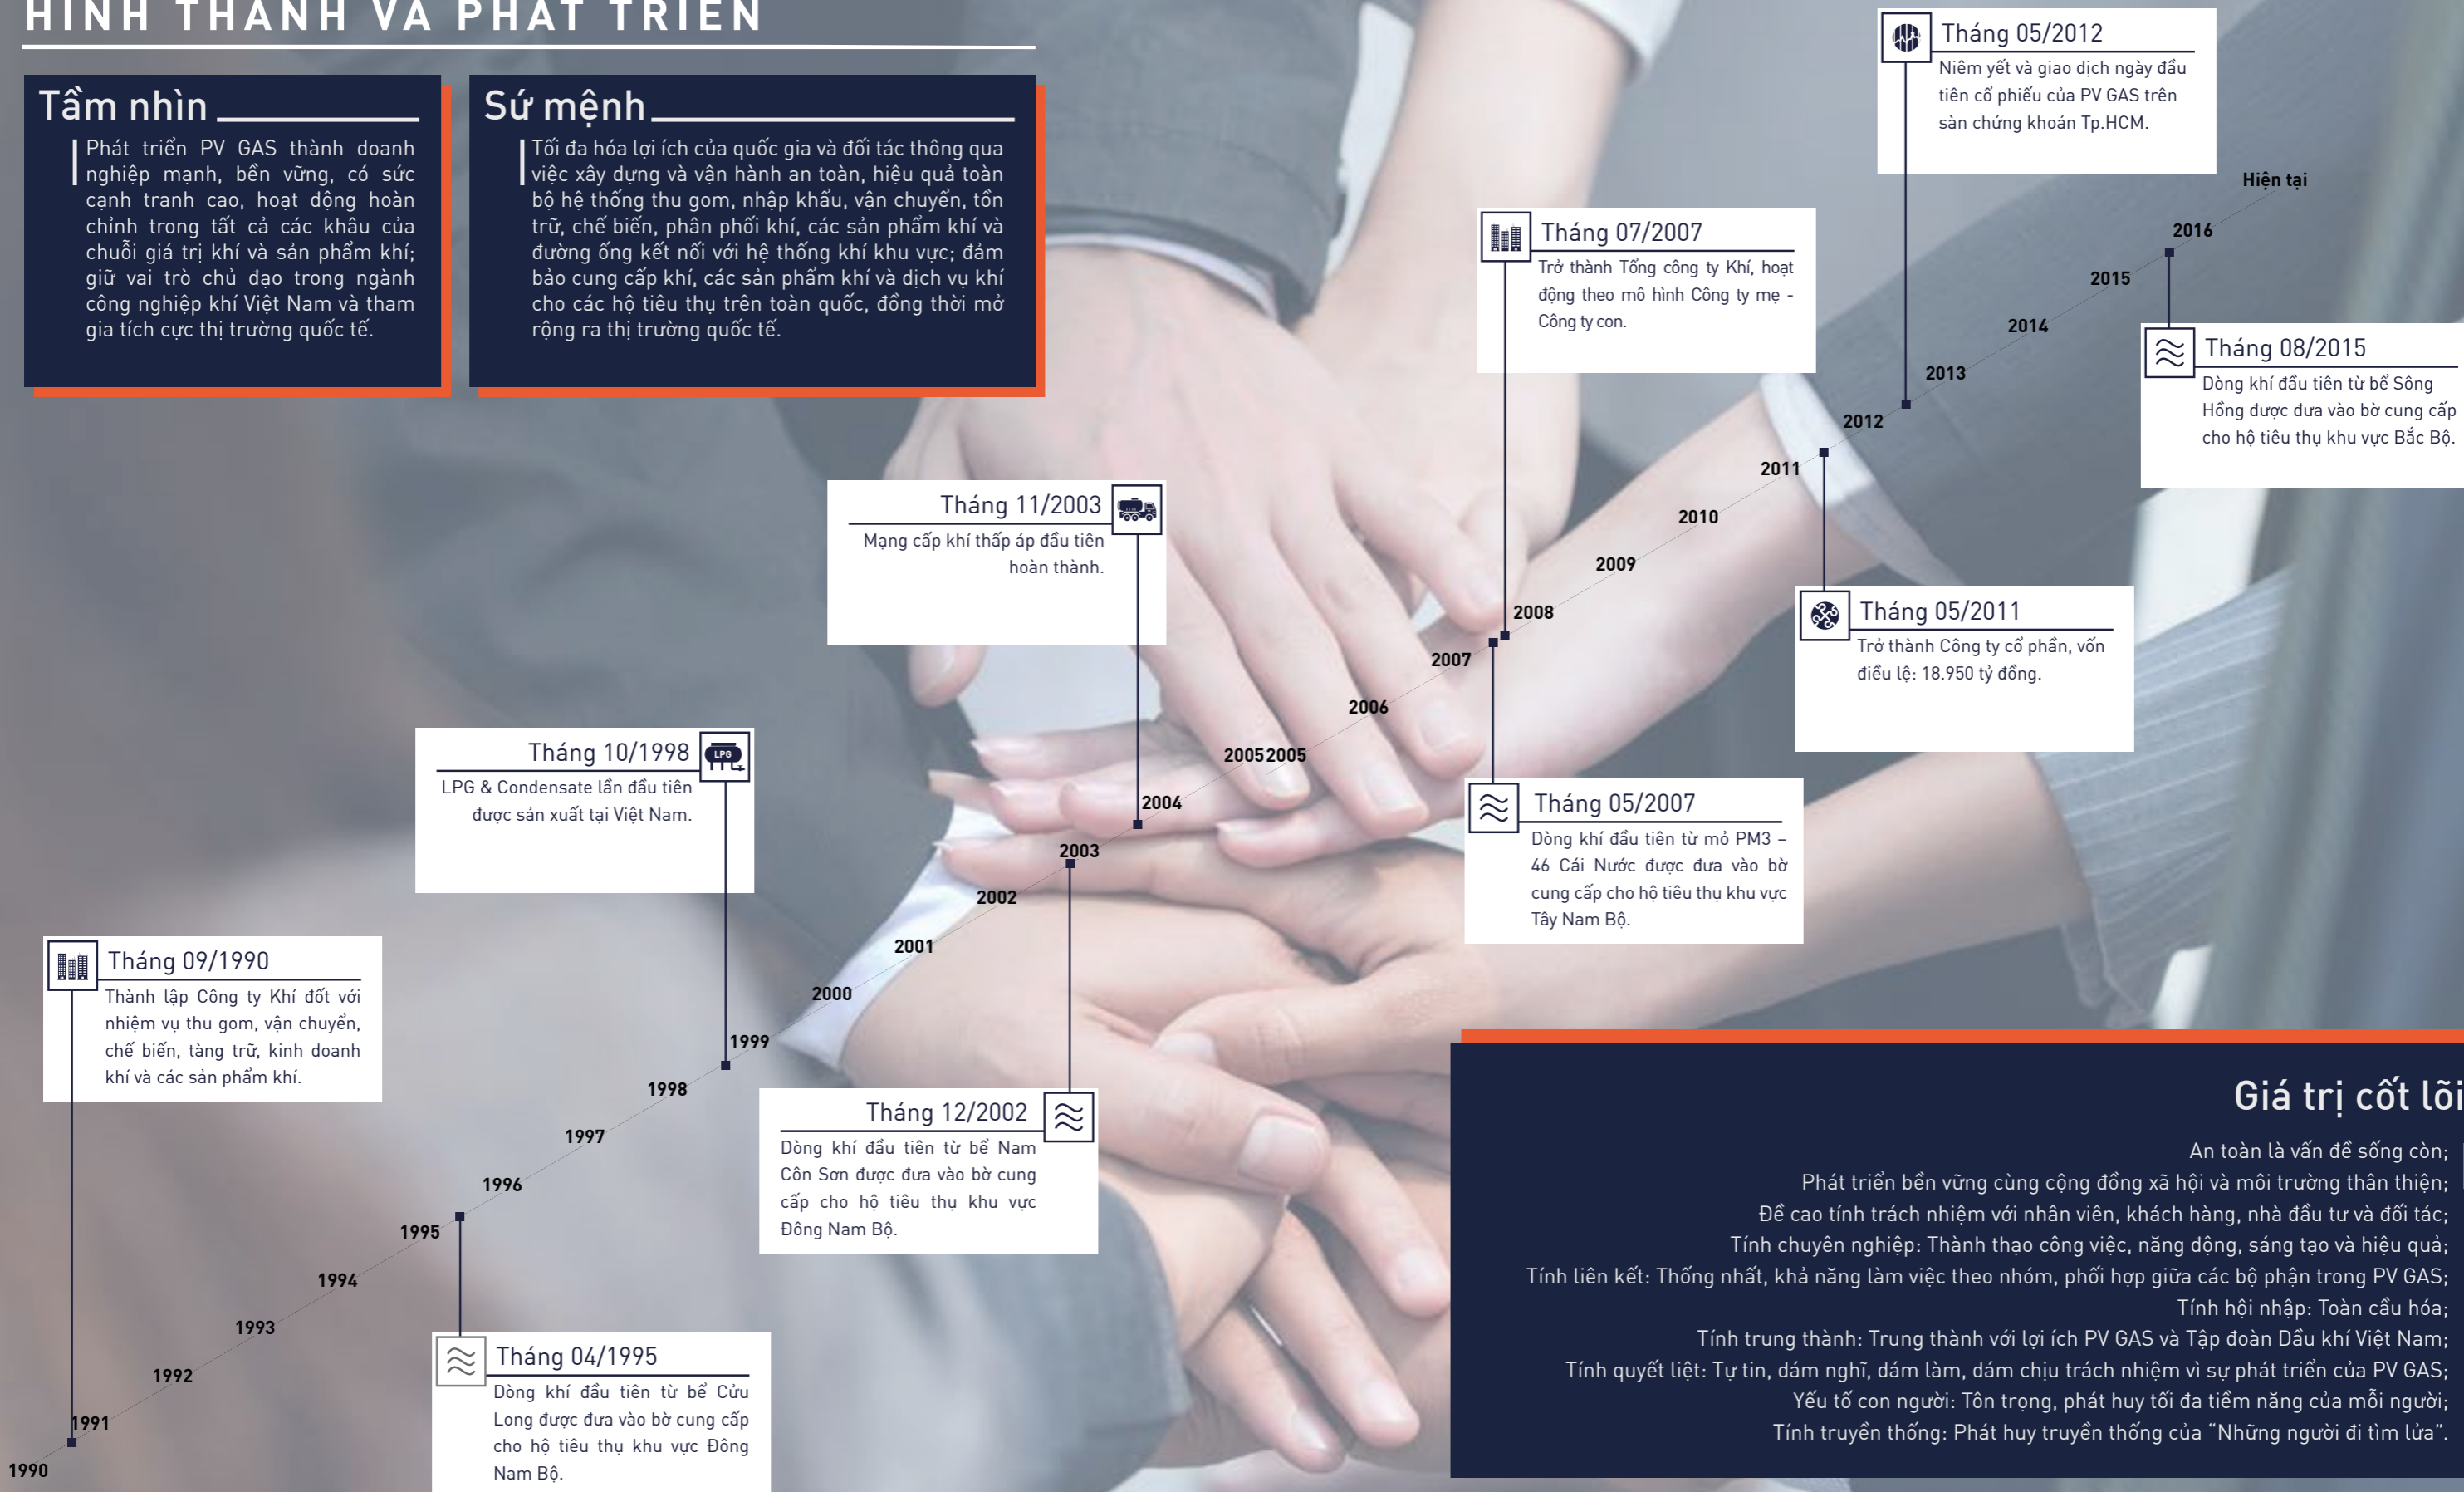 HÌNH THÀNH VÀ PHÁT TRIỂN
Tầm nhìn
Phát triển PV GAS thành doanh
nghiệp mạnh, bền vững, có sức
cạnh tranh cao, hoạt động hoàn
chỉnh trong tất cả các khâu của
chuỗi giá trị khí và sản phẩm khí;
giữ vai trò chủ đạo trong ngành
công nghiệp khí Việt Nam và tham
gia tích cực thị trường quốc tế.
Sứ mệnh
Tối đa hóa lợi ích của quốc gia và đối tác thông qua
việc xây dựng và vận hành an toàn, hiệu quả toàn
bộ hệ thống thu gom, nhập khẩu, vận chuyển, tồn
trữ, chế biến, phân phối khí, các sản phẩm khí và
đường ống kết nối với hệ thống khí khu vực; đảm
bảo cung cấp khí, các sản phẩm khí và dịch vụ khí
cho các hộ tiêu thụ trên toàn quốc, đồng thời mở
rộng ra thị trường quốc tế.
Tháng 05/2012
Niêm yết và giao dịch ngày đầu
tiên cổ phiếu của PV GAS trên
sàn chứng khoán Tp.HCM.
Hiện tại
2016
2015
2014
2013
2012
2011
2010
2009
2008
2007
2006
2005
2005
2004
2003
2002
2001
2000
1999
1998
1997
1996
1995
1994
1993
1992
1991
1990
Tháng 07/2007
Trở thành Tổng công ty Khí, hoạt
động theo mô hình Công ty mẹ -
Công ty con.
Tháng 08/2015
Dòng khí đầu tiên từ bể Sông
Hồng được đưa vào bờ cung cấp
cho hộ tiêu thụ khu vực Bắc Bộ.
Tháng 11/2003
Mạng cấp khí thấp áp đầu tiên
hoàn thành.
Tháng 05/2011
Trở thành Công ty cổ phần, vốn
điều lệ: 18.950 tỷ đồng.
Tháng 10/1998
LPG
LPG & Condensate lần đầu tiên
được sản xuất tại Việt Nam.
Tháng 05/2007
Dòng khí đầu tiên từ mỏ PM3 –
46 Cái Nước được đưa vào bờ
cung cấp cho hộ tiêu thụ khu vực
Tây Nam Bộ.
Tháng 09/1990
Thành lập Công ty Khí đốt với
nhiệm vụ thu gom, vận chuyển,
chế biến, tàng trữ, kinh doanh
khí và các sản phẩm khí.
Tháng 12/2002
Dòng khí đầu tiên từ bể Nam
Côn Sơn được đưa vào bờ cung
cấp cho hộ tiêu thụ khu vực
Đông Nam Bộ.
Tháng 04/1995
Dòng khí đầu tiên từ bể Cửu
Long được đưa vào bờ cung cấp
cho hộ tiêu thụ khu vực Đông
Nam Bộ.
Giá trị cốt lõi
An toàn là vấn đề sống còn;
Phát triển bền vững cùng cộng đồng xã hội và môi trường thân thiện;
Đề cao tính trách nhiệm với nhân viên, khách hàng, nhà đầu tư và đối tác;
Tính chuyên nghiệp: Thành thạo công việc, năng động, sáng tạo và hiệu quả;
Tính liên kết: Thống nhất, khả năng làm việc theo nhóm, phối hợp giữa các bộ phận trong PV GAS;
Tính hội nhập: Toàn cầu hóa;
Tính trung thành: Trung thành với lợi ích PV GAS và Tập đoàn Dầu khí Việt Nam;
Tính quyết liệt: Tự tin, dám nghĩ, dám làm, dám chịu trách nhiệm vì sự phát triển của PV GAS;
Yếu tố con người: Tôn trọng, phát huy tối đa tiềm năng của mỗi người;
Tính truyền thống: Phát huy truyền thống của “Những người đi tìm lửa”.